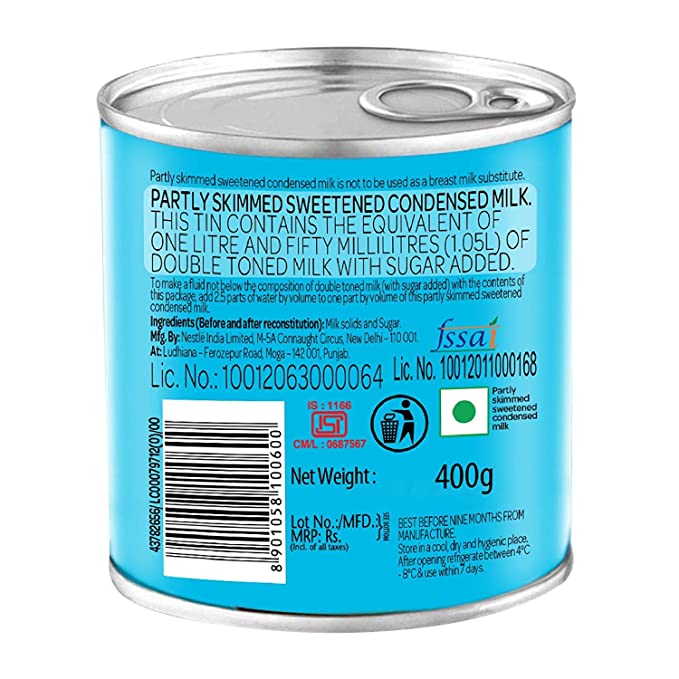 Partly skimmed sweetened condensed milk is not to be used as a breast milk substitute.
PARTLY SKIMMED SWEETENED CONDENSED MILK.
THIS TIN CONTAINS THE EQUIVALENT OF
ONE LITRE AND FIFTY MILLILITRES (1.05L) OF
DOUBLE TONED MILK WITH SUGAR ADDED.
To make a fluid not below the composition of double toned milk (with sugar added) with the contents of
this package, add 2.5 parts of water by volume to one part by volume of this partly skimmed sweetened
condensed milk.
Ingredients (Before and after reconstitution): Milk solids and Sugar.
Mfg. By: Nestlé India Limited, M-5A Connaught Circus, New Delhi - 110 001.
At: Ludhiana - Ferozepur Road, Moga - 142 001, Punjab.
fssai
Lic. No.: 10012063000064
Lic. No. 10012011000168
43782656/LC000079712(0)/00
8 901058 100600
IS : 1166
ISI
CM/L : 0687567
Partly
skimmed
sweetened
condensed
milk
Net Weight : 400g
Lot No.:/MFD.:
MRP: Rs.
(incl. of all taxes)
SEE BOTTOM
BEST BEFORE NINE MONTHS FROM
MANUFACTURE.
Store in a cool, dry and hygienic place.
After opening refrigerate between 4°C
- 8°C & use within 7 days.